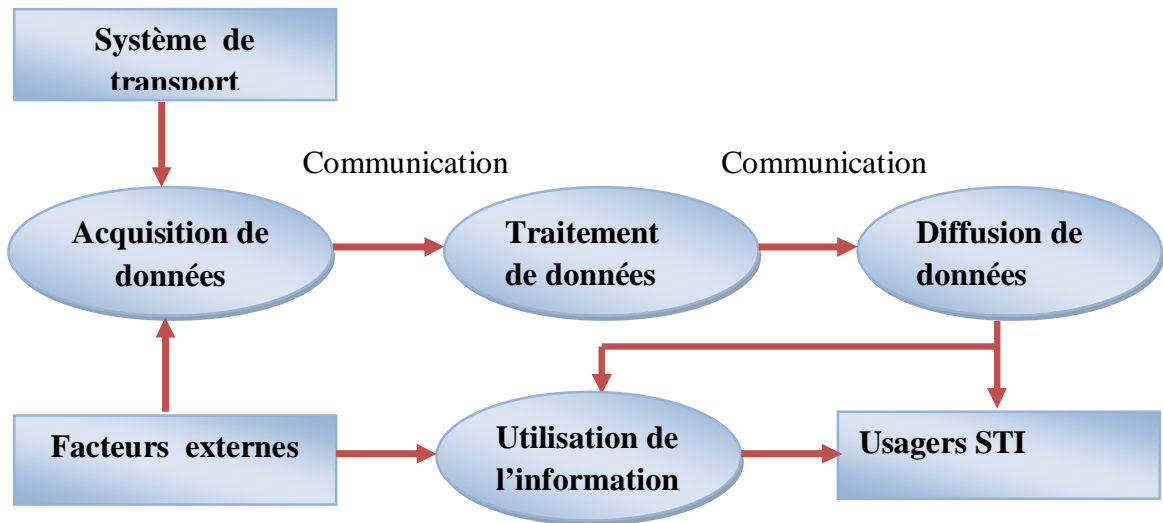 Système de
transport
Communication
Communication
Acquisition de
données
Traitement
de données
Diffusion de
données
Facteurs externes
Utilisation de
l’information
Usagers STI